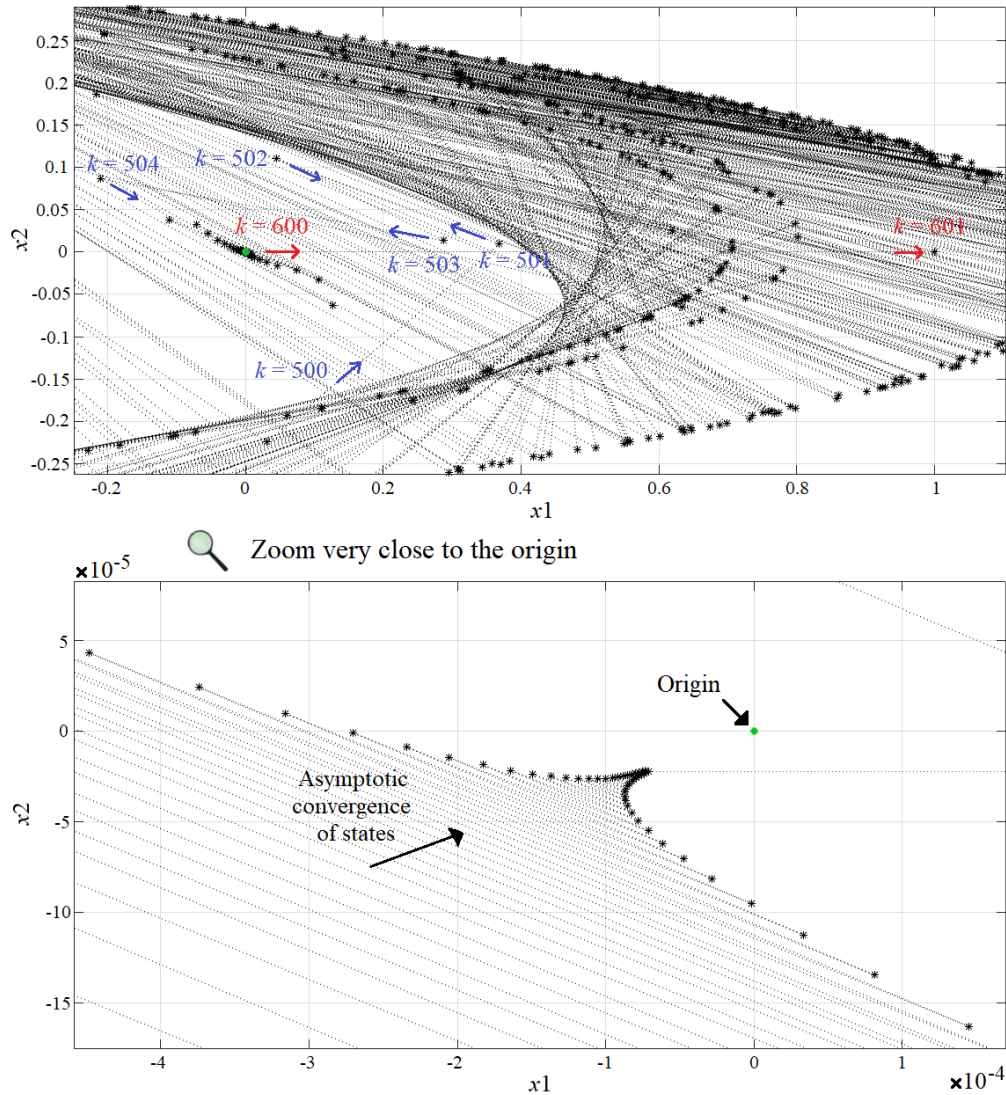 0.25
0.2
0.15
0.1
0.05
0
-0.05
-0.1
-0.15
-0.2
-0.25
x2
k = 504
k = 502
k = 600
k = 503
k = 501
k = 601
k = 500
-0.2
0
0.2
0.4
0.6
0.8
1
x1
Zoom very close to the origin
×10-5
5
0
-5
-10
-15
x2
Origin
Asymptotic
convergence
of states
-4
-3
-2
-1
0
1
x1
×10-4